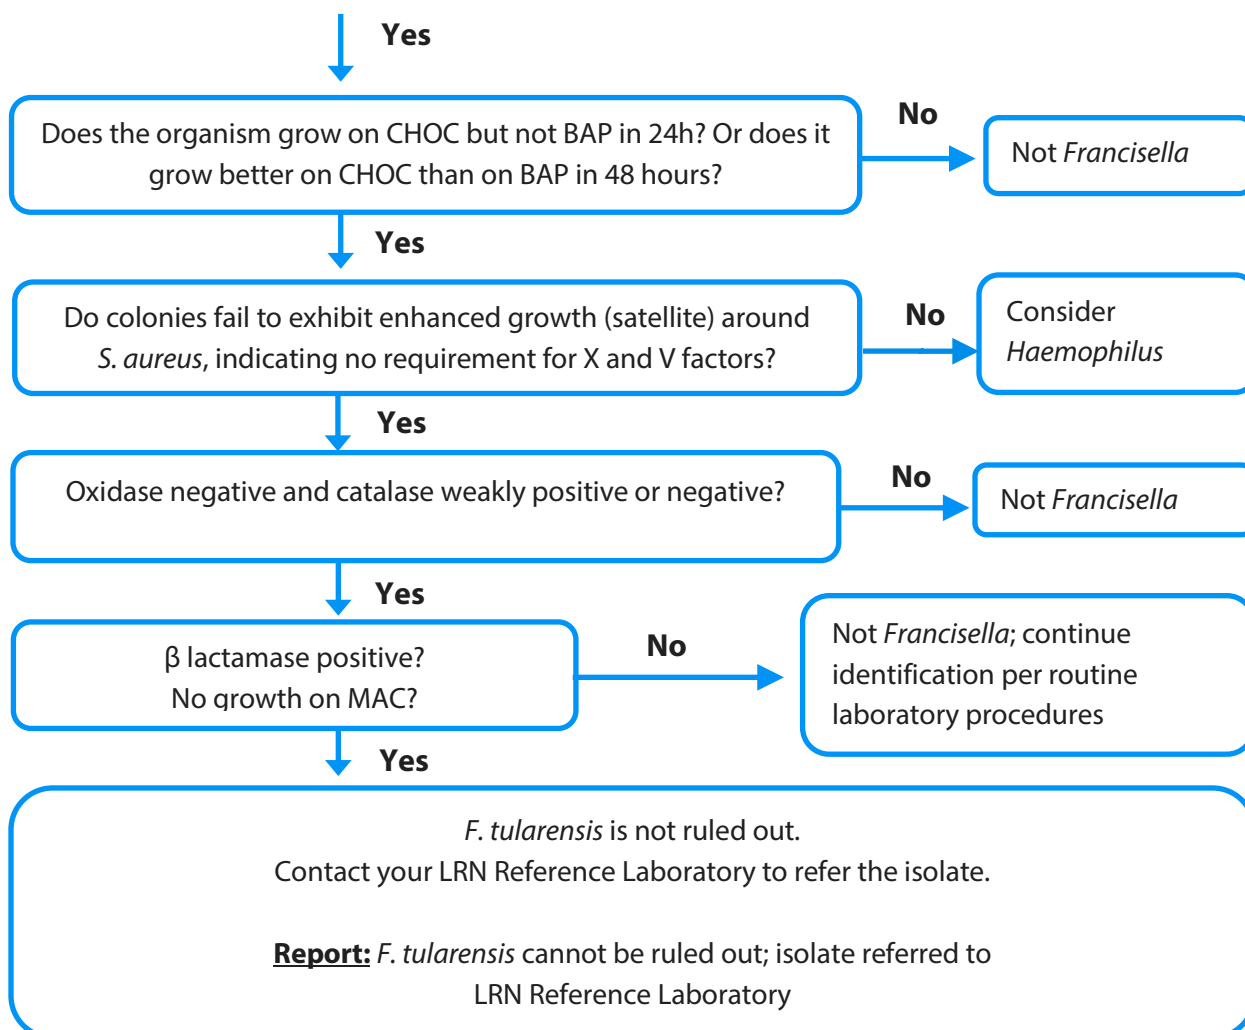 Yes
Does the organism grow on CHOC but not BAP in 24h? Or does it
grow better on CHOC than on BAP in 48 hours?
No
Not Francisella
Yes
Do colonies fail to exhibit enhanced growth (satellite) around
S. aureus, indicating no requirement for X and V factors?
No
Consider
Haemophilus
Yes
Oxidase negative and catalase weakly positive or negative?
No
Not Francisella
Yes
β lactamase positive?
No growth on MAC?
No
Not Francisella; continue
identification per routine
laboratory procedures
Yes
F. tularensis is not ruled out.
Contact your LRN Reference Laboratory to refer the isolate.
Report: F. tularensis cannot be ruled out; isolate referred to
LRN Reference Laboratory